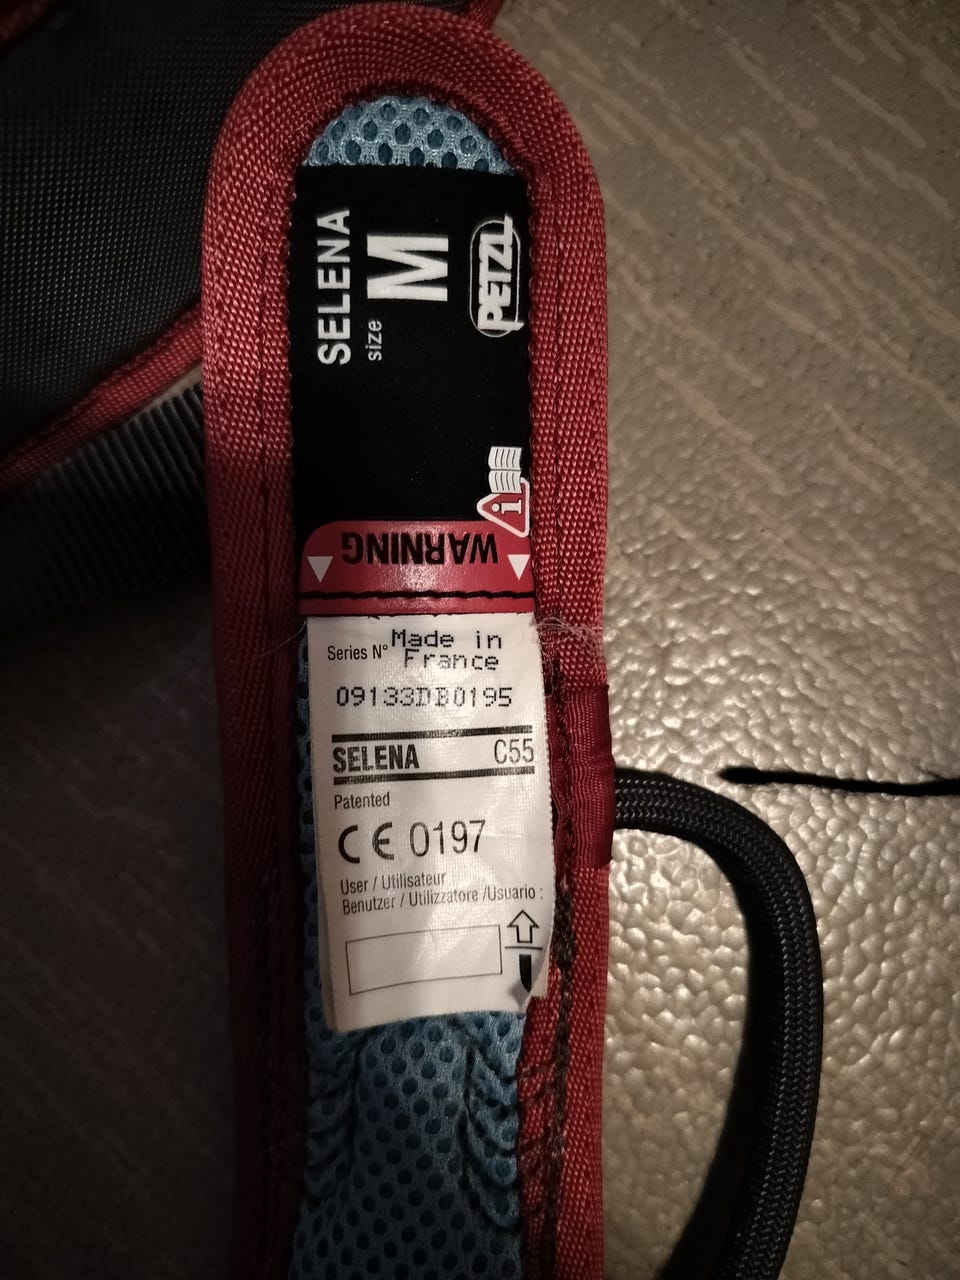 SELENA
size M
PETZL
WARNING
Series N° Made in
France
09133DB0195
SELENA C55
Patented
CE 0197
User / Utilisateur
Benutzer / Utilizzatore /Usuario :